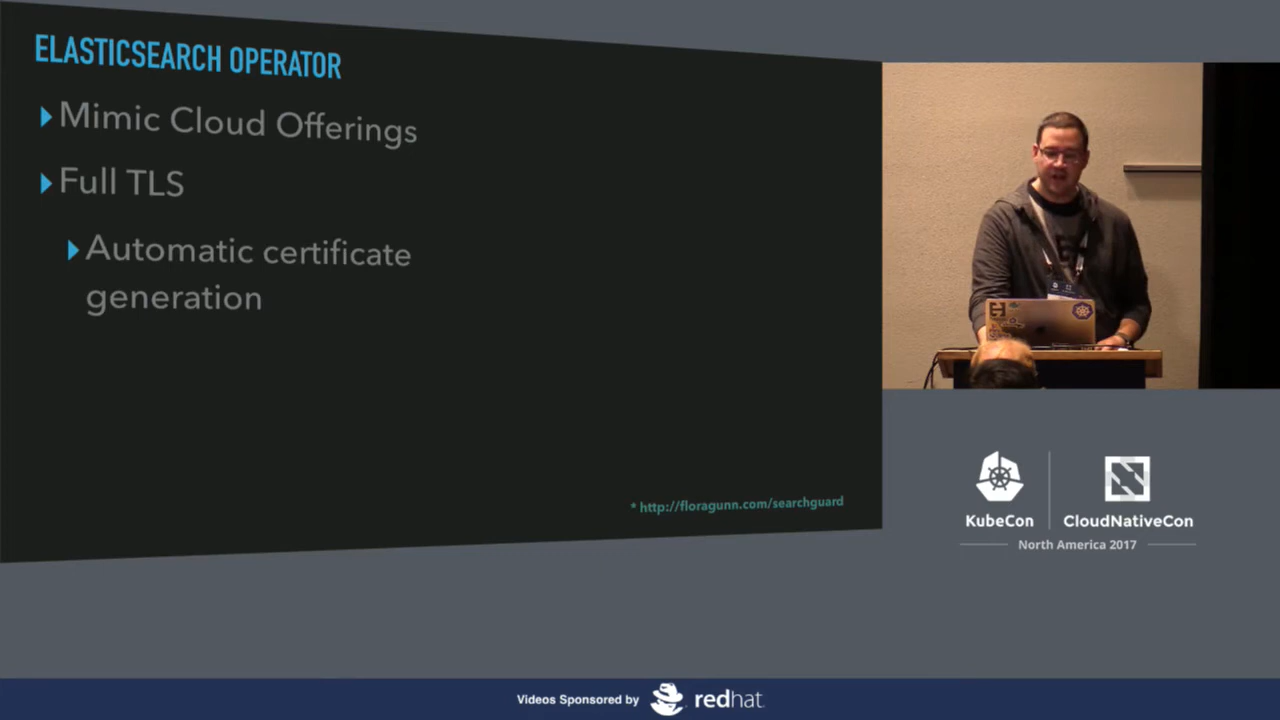 ELASTICSEARCH OPERATOR
Mimic Cloud Offerings
Full TLS
Automatic certificate
generation
* http://floragunn.com/searchguard
KubeCon
CloudNativeCon
North America 2017
Videos Sponsored by
redhat